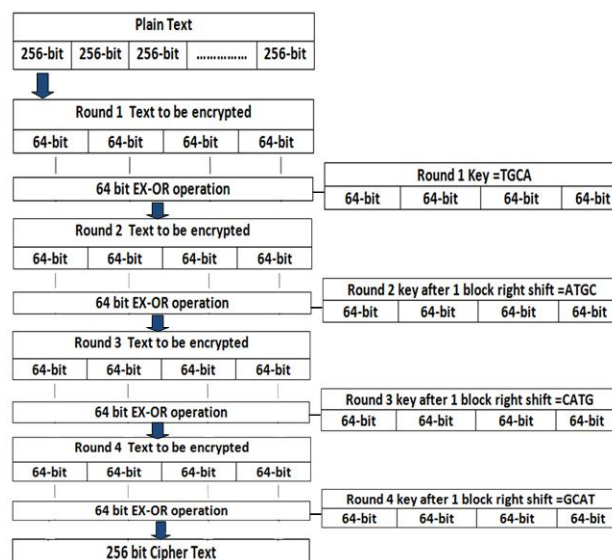 Plain Text
256-bit 256-bit 256-bit ............... 256-bit
Round 1 Text to be encrypted
64-bit 64-bit 64-bit 64-bit
64 bit EX-OR operation
Round 1 Key =TGCA
64-bit 64-bit 64-bit 64-bit
Round 2 Text to be encrypted
64-bit 64-bit 64-bit 64-bit
64 bit EX-OR operation
Round 2 key after 1 block right shift =ATGC
64-bit 64-bit 64-bit 64-bit
Round 3 Text to be encrypted
64-bit 64-bit 64-bit 64-bit
64 bit EX-OR operation
Round 3 key after 1 block right shift =CATG
64-bit 64-bit 64-bit 64-bit
Round 4 Text to be encrypted
64-bit 64-bit 64-bit 64-bit
64 bit EX-OR operation
Round 4 key after 1 block right shift =GCAT
64-bit 64-bit 64-bit 64-bit
256 bit Cipher Text